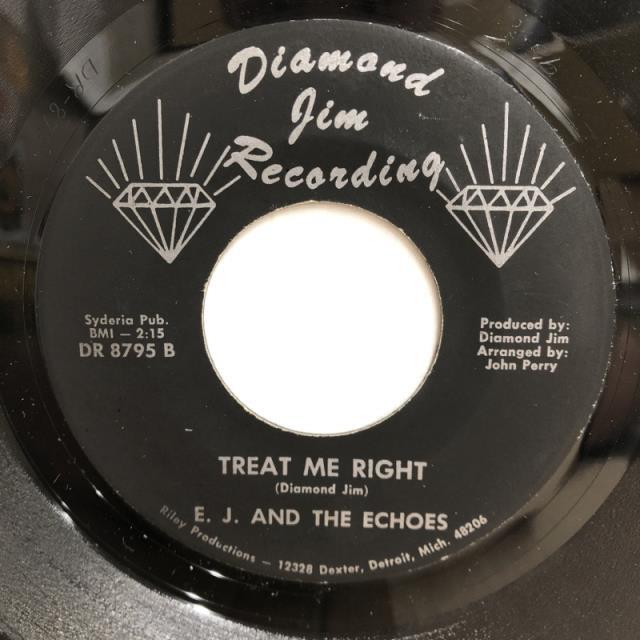 Diamond
Jim
Recording
Syderia Pub.
BMI — 2:15
DR 8795 B
Produced by:
Diamond Jim
Arranged by:
John Perry
TREAT ME RIGHT
(Diamond Jim)
E. J. AND THE ECHOES
Riley Productions — 12328 Dexter, Detroit, Mich. 48206